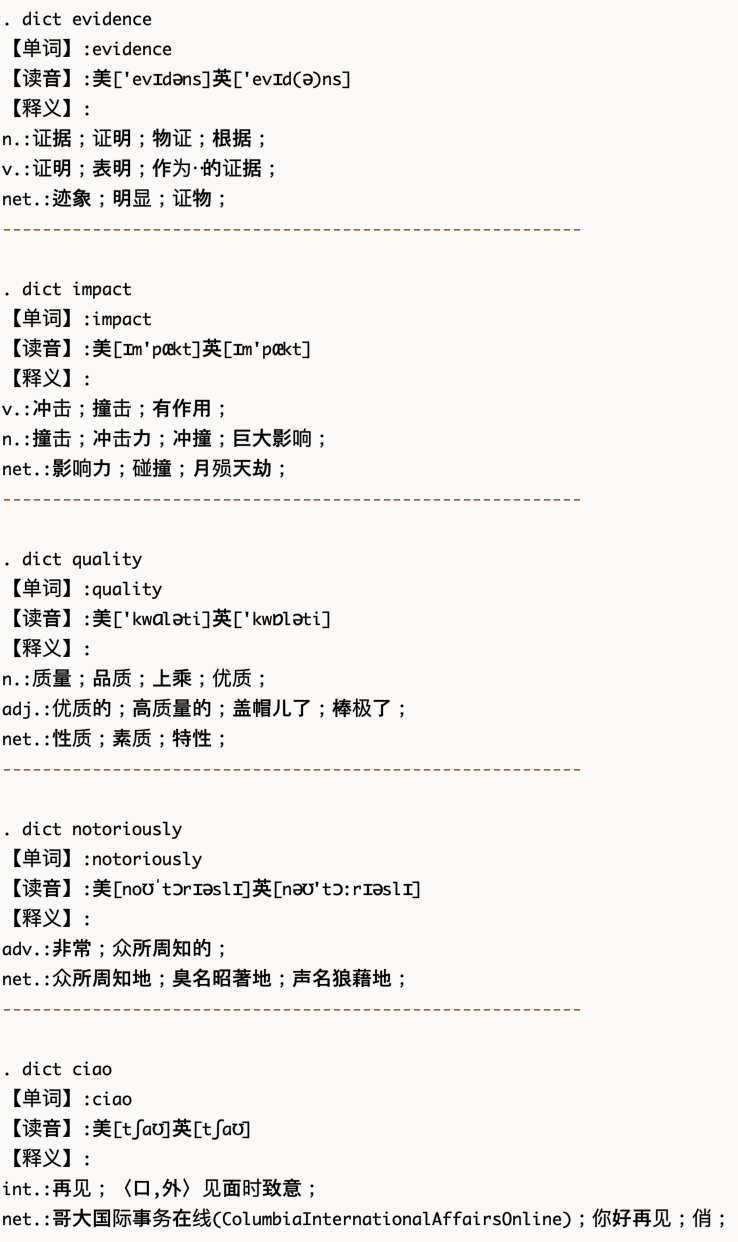 . dict evidence
【单词】:evidence
【读音】:美['evɪdəns]英['evɪd(ə)ns]
【释义】:
n.:证据；证明；物证；根据；
v.:证明；表明；作为··的证据；
net.:迹象；明显；证物；
----------------------------------------------------------
. dict impact
【单词】:impact
【读音】:美[ɪm'pækt]英[ɪm'pækt]
【释义】:
v.:冲击；撞击；有作用；
n.:撞击；冲击力；冲撞；巨大影响；
net.:影响力；碰撞；月殒天劫；
----------------------------------------------------------
. dict quality
【单词】:quality
【读音】:美['kwɑləti]英['kwɒləti]
【释义】:
n.:质量；品质；上乘；优质；
adj.:优质的；高质量的；盖帽儿了；棒极了；
net.:性质；素质；特性；
----------------------------------------------------------
. dict notoriously
【单词】:notoriously
【读音】:美[noʊˈtɔrɪəslɪ]英[nəʊ'tɔːrɪəslɪ]
【释义】:
adv.:非常；众所周知的；
net.:众所周知地；臭名昭著地；声名狼藉地；
----------------------------------------------------------
. dict ciao
【单词】:ciao
【读音】:美[tʃaʊ]英[tʃaʊ]
【释义】:
int.:再见；〈口,外〉见面时致意；
net.:哥大国际事务在线(ColumbiaInternationalAffairsOnline)；你好再见；俏；